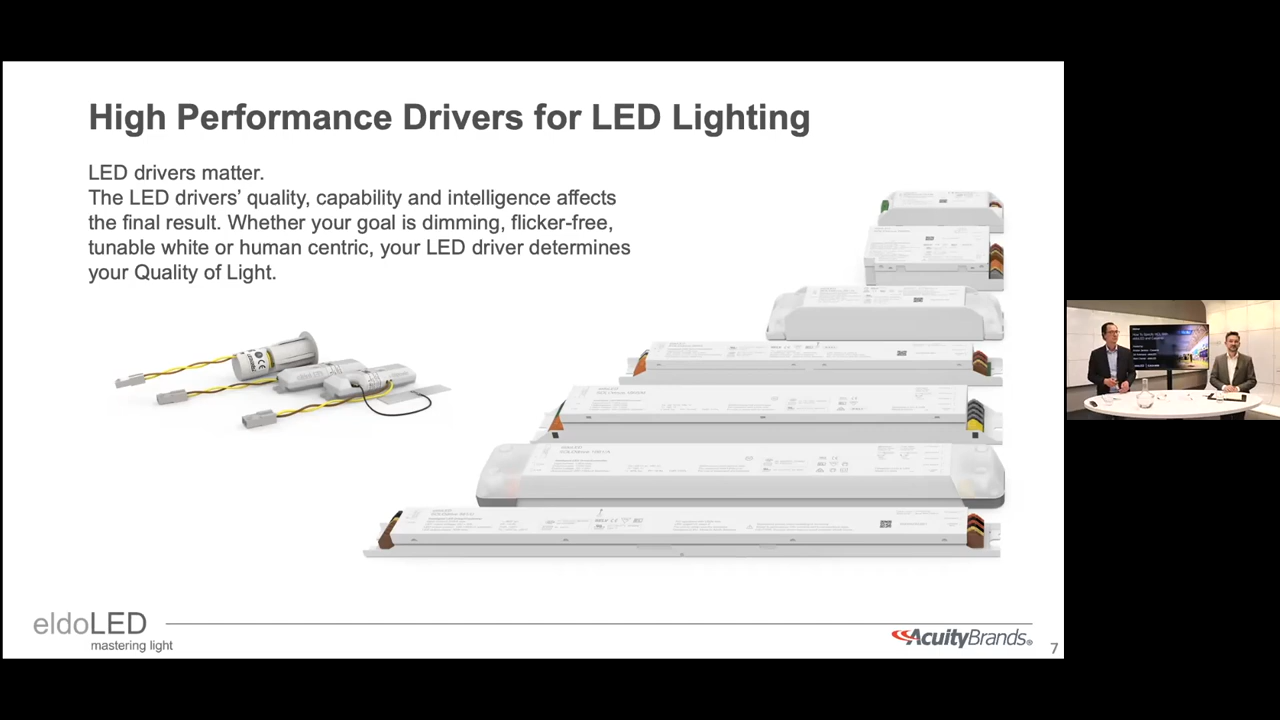 High Performance Drivers for LED Lighting
LED drivers matter.
The LED drivers’ quality, capability and intelligence affects
the final result. Whether your goal is dimming, flicker-free,
tunable white or human centric, your LED driver determines
your Quality of Light.
eldoLED
mastering light
AcuityBrands®
7